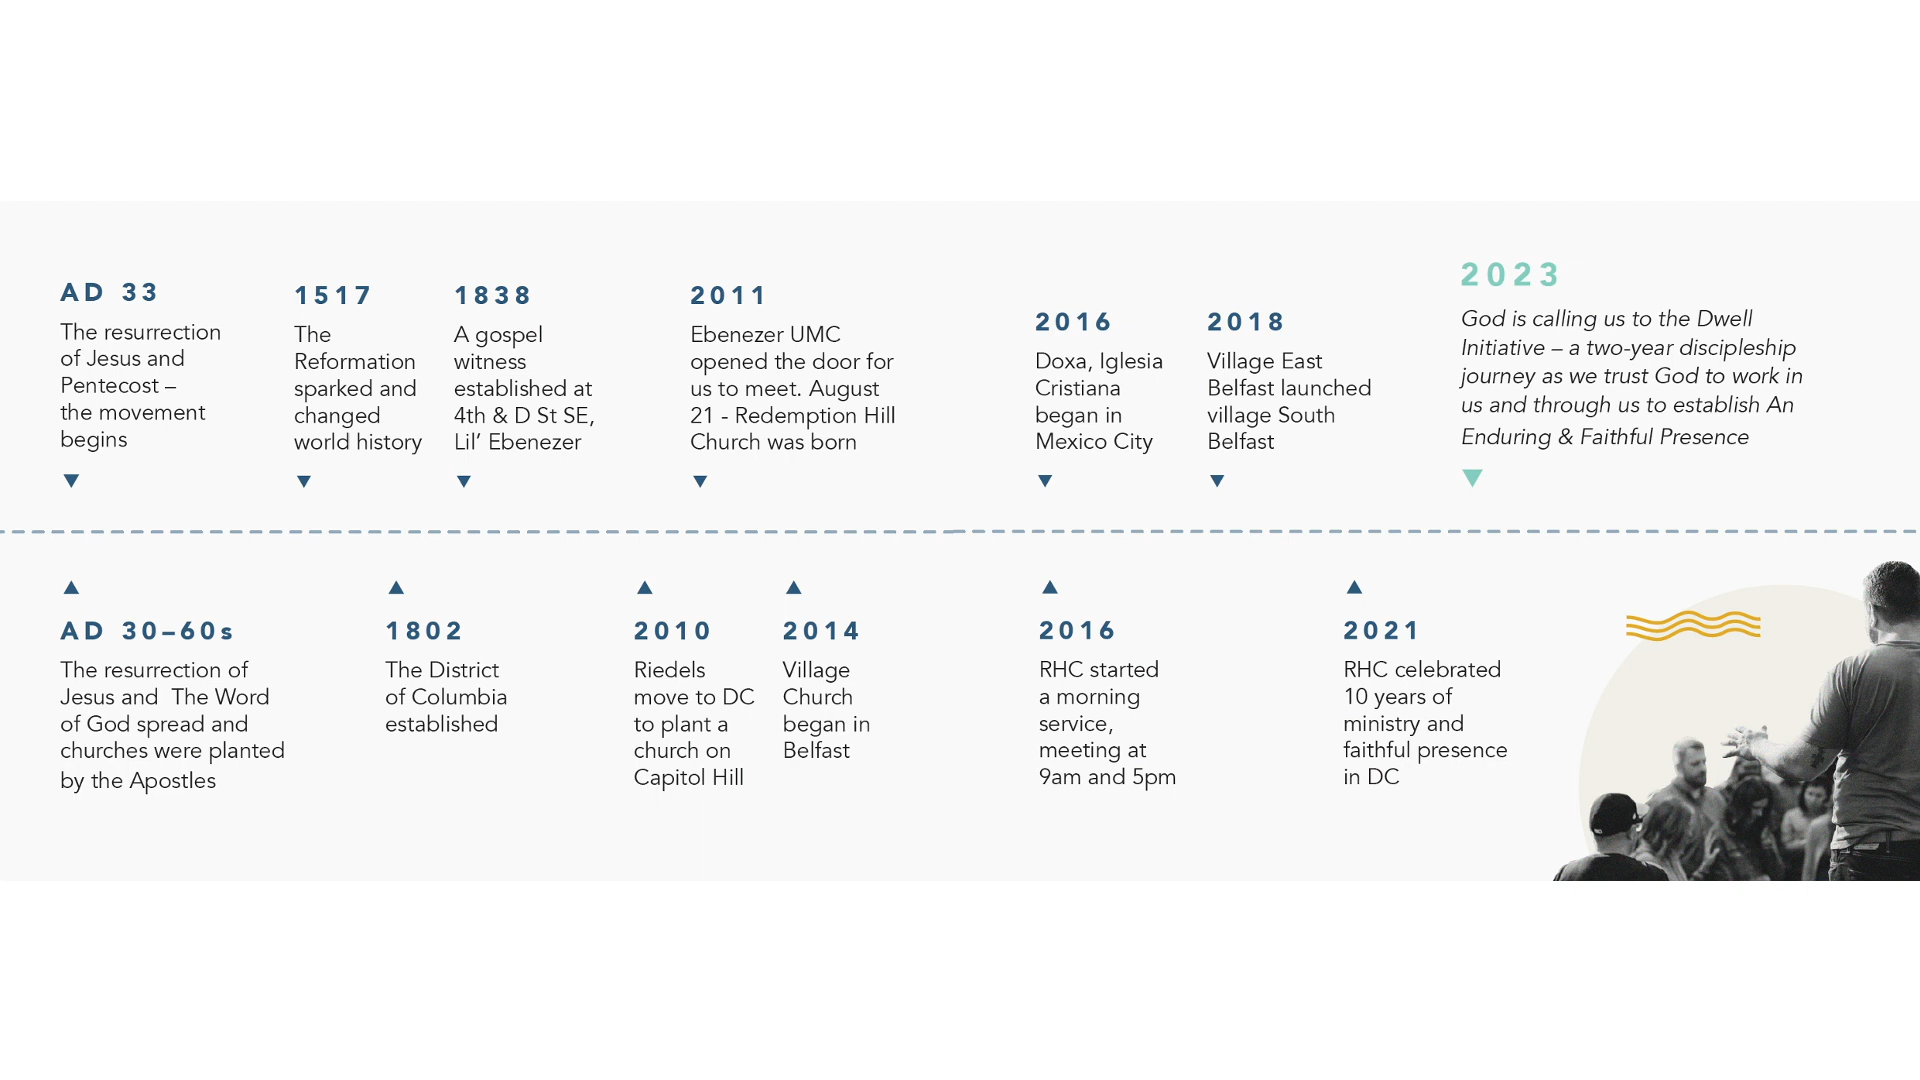 AD 33
The resurrection
of Jesus and
Pentecost –
the movement
begins
1517
The
Reformation
sparked and
changed
world history
1838
A gospel
witness
established at
4th & D St SE,
Lil’ Ebenezer
2011
Ebenezer UMC
opened the door for
us to meet. August
21 - Redemption Hill
Church was born
2016
Doxa, Iglesia
Cristiana
began in
Mexico City
2018
Village East
Belfast launched
village South
Belfast
2023
God is calling us to the Dwell
Initiative – a two-year discipleship
journey as we trust God to work in
us and through us to establish An
Enduring & Faithful Presence
AD 30–60s
The resurrection of
Jesus and  The Word
of God spread and
churches were planted
by the Apostles
1802
The District
of Columbia
established
2010
Riedels
move to DC
to plant a
church on
Capitol Hill
2014
Village
Church
began in
Belfast
2016
RHC started
a morning
service,
meeting at
9am and 5pm
2021
RHC celebrated
10 years of
ministry and
faithful presence
in DC